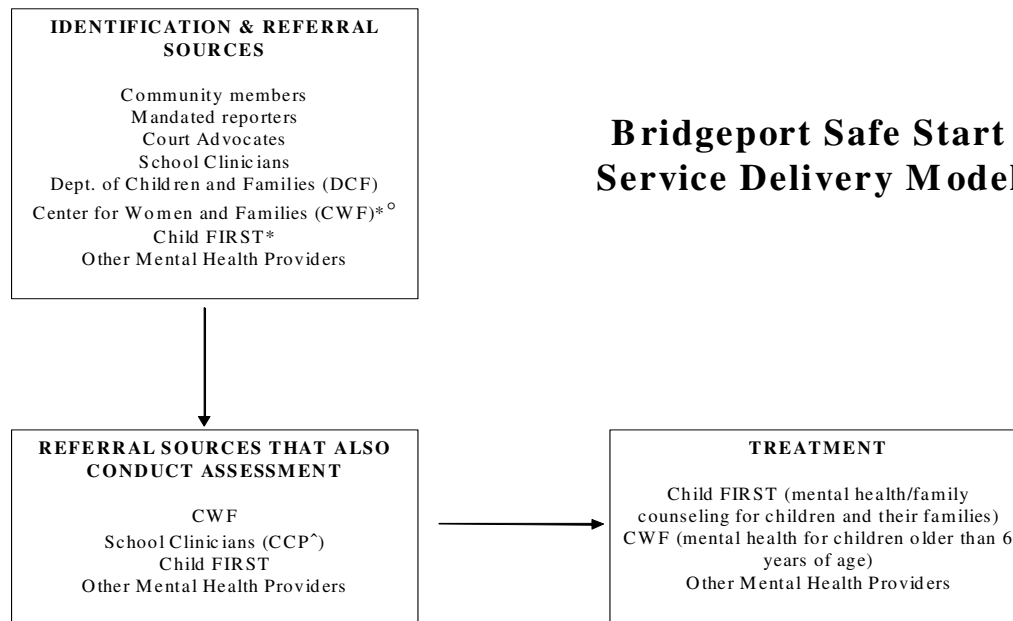 IDENTIFICATION & REFERRAL
SOURCES
Community members
Mandated reporters
Court Advocates
School Clinicians
Dept. of Children and Families (DCF)
Center for Women and Families (CWF)*°
Child FIRST*
Other Mental Health Providers
Bridgeport Safe Start
Service Delivery Model
REFERRAL SOURCES THAT ALSO
CONDUCT ASSESSMENT
CWF
School Clinicians (CCP^)
Child FIRST
Other Mental Health Providers
TREATMENT
Child FIRST (mental health/family
counseling for children and their families)
CWF (mental health for children older than 6
years of age)
Other Mental Health Providers